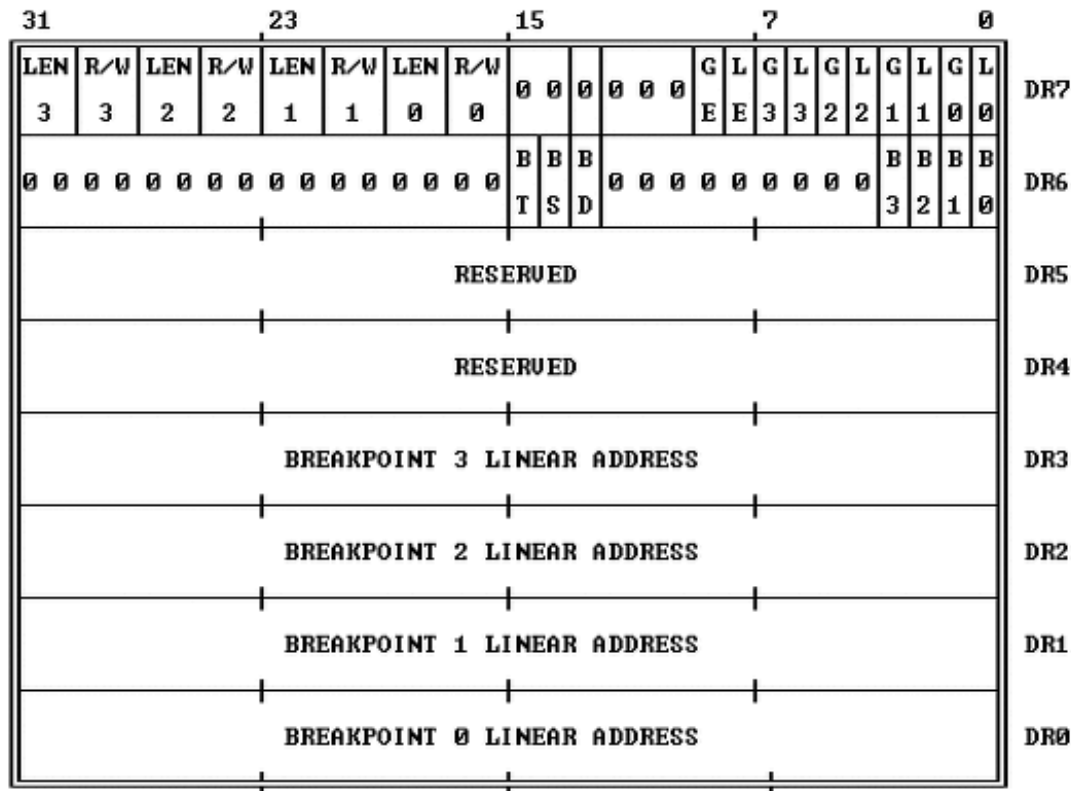 31 23 15 7 0
LEN R/W LEN R/W LEN R/W LEN R/W G L G L G L G L G L
0 0 0 0 0 0 DR7
3 3 2 2 1 1 0 0 E E 3 3 2 2 1 1 0 0
B B B B B B B
0 0 0 0 0 0 0 0 0 0 0 0 0 0 0 0 0 0 0 0 0 0 0 0 0 DR6
T S D 3 2 1 0
RESERVED DR5
RESERVED DR4
BREAKPOINT 3 LINEAR ADDRESS DR3
BREAKPOINT 2 LINEAR ADDRESS DR2
BREAKPOINT 1 LINEAR ADDRESS DR1
BREAKPOINT 0 LINEAR ADDRESS DR0